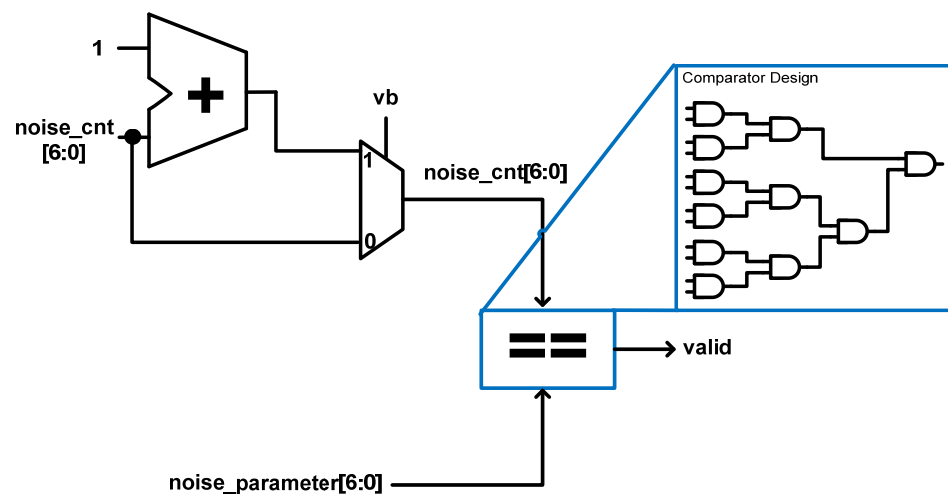 Comparator Design
1
+
noise_cnt
[6:0]
vb
1
noise_cnt[6:0]
0
==
valid
noise_parameter[6:0]